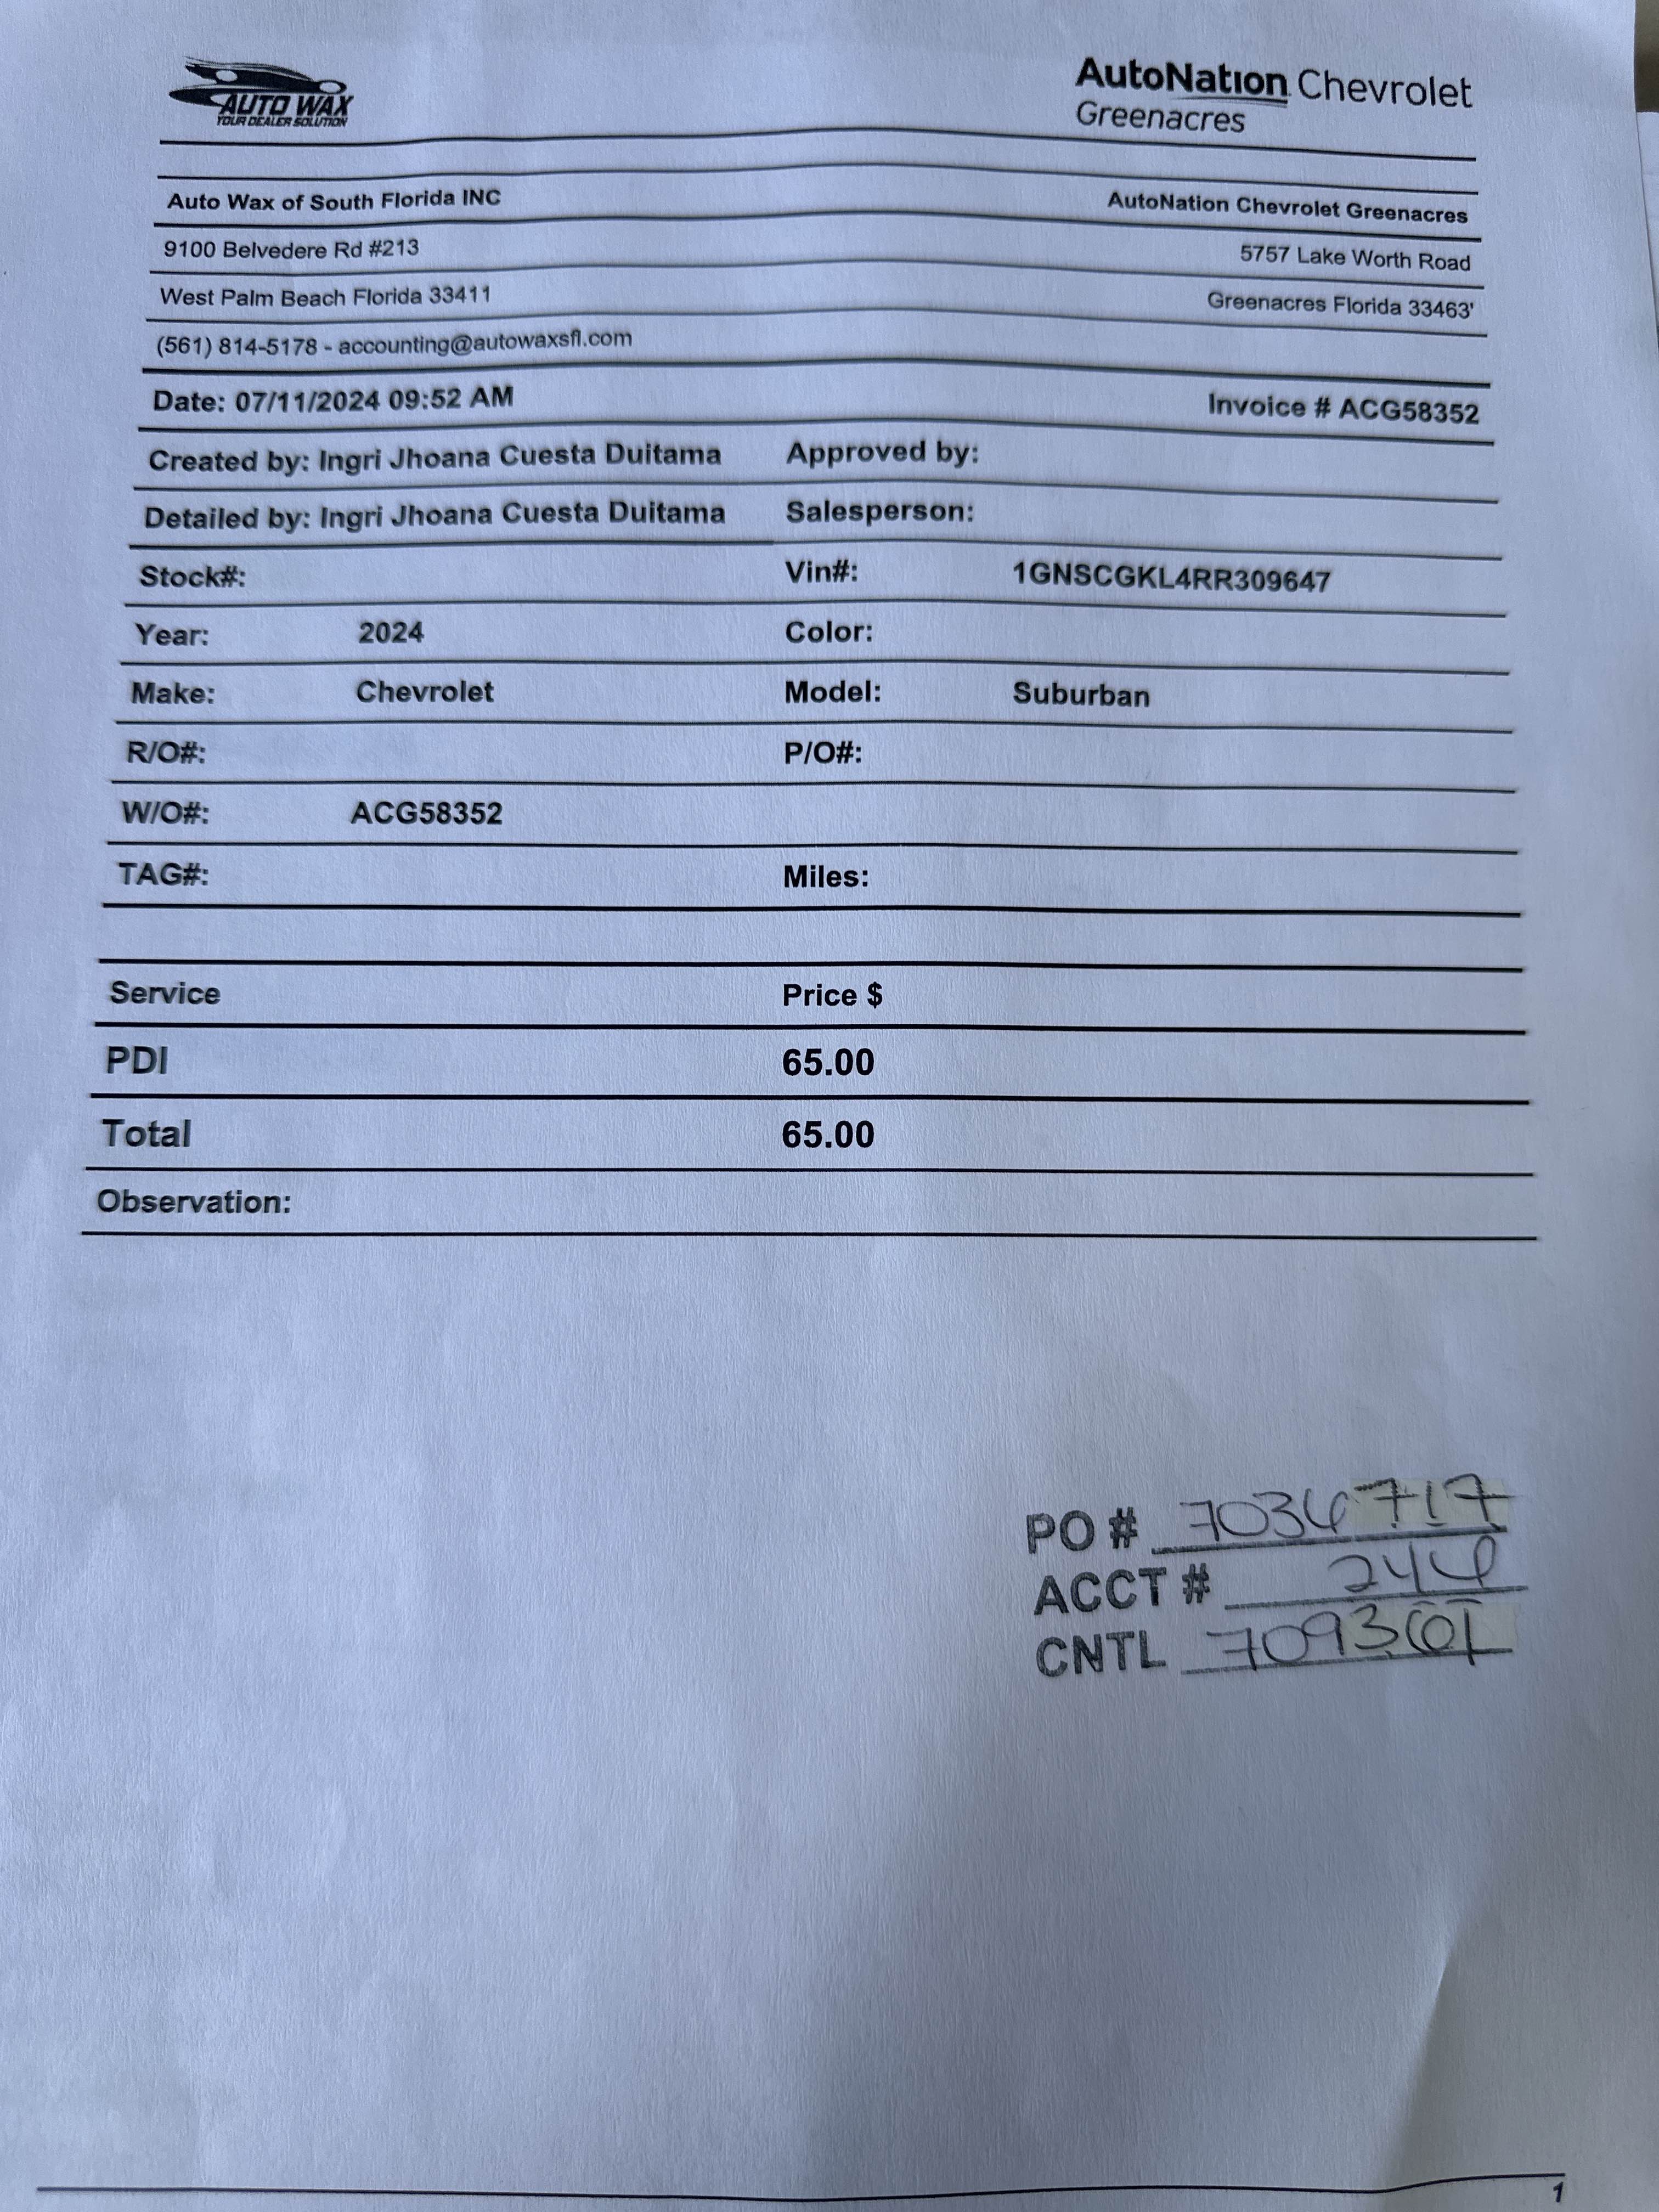 AUTO WAX
YOUR DEALER SOLUTION
AutoNation Chevrolet
Greenacres
Auto Wax of South Florida INC
AutoNation Chevrolet Greenacres
9100 Belvedere Rd #213
5757 Lake Worth Road
West Palm Beach Florida 33411
Greenacres Florida 33463'
(561) 814-5178 - accounting@autowaxsfl.com
Date: 07/11/2024 09:52 AM
Invoice # ACG58352
Created by: Ingri Jhoana Cuesta Duitama Approved by:
Detailed by: Ingri Jhoana Cuesta Duitama Salesperson:
Stock#: Vin#: 1GNSCGKL4RR309647
Year: 2024 Color:
Make: Chevrolet Model: Suburban
R/O#: P/O#:
W/O#: ACG58352
TAG#: Miles:
Service Price $
PDI 65.00
Total 65.00
Observation:
PO # 7036717
ACCT #
CNTL
1